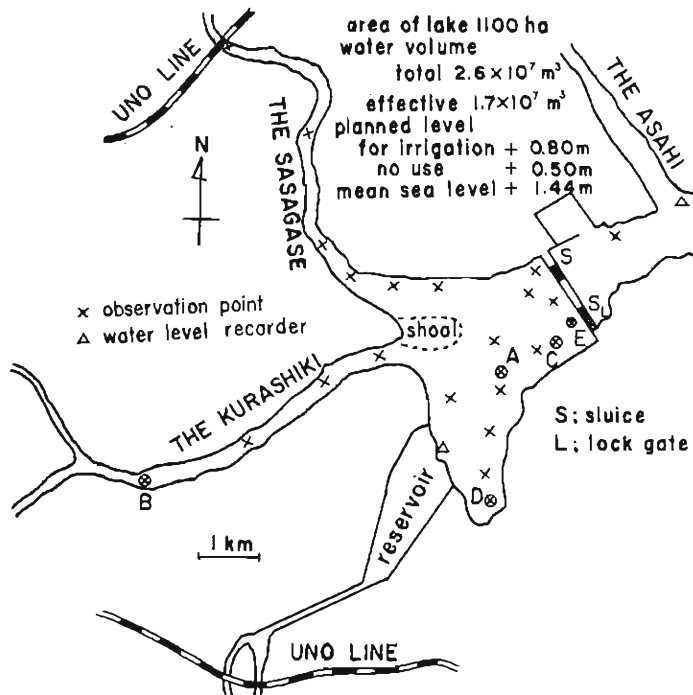 area of lake 1100 ha
water volume
total 2.6×10⁷ m³
effective 1.7×10⁷ m³
planned level
for irrigation + 0.80m
no use + 0.50m
mean sea level + 1.44m
UNO LINE
THE ASAHI
THE SASAGASE
N
× observation point
△ water level recorder
shoal
S
S
L
E
C
A
THE KURASHIKI
S; sluice
L; lock gate
B
D
reservoir
1 km
UNO LINE